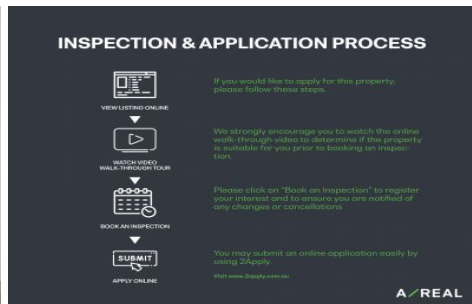 INSPECTION & APPLICATION PROCESS
VIEW LISTING ONLINE
If you would like to apply for this property,
please follow these steps.
WATCH VIDEO
WALK-THROUGH TOUR
We strongly encourage you to watch the online
walk-through video to determine if the property
is suitable for you prior to booking an inspec-
tion.
BOOK AN INSPECTION
Please click on "Book an Inspection" to register
your interest and to ensure you are notified of
any changes or cancellations
SUBMIT
APPLY ONLINE
You may submit an online application easily by
using 2Apply.
Visit www.2apply.com.au
A/REAL